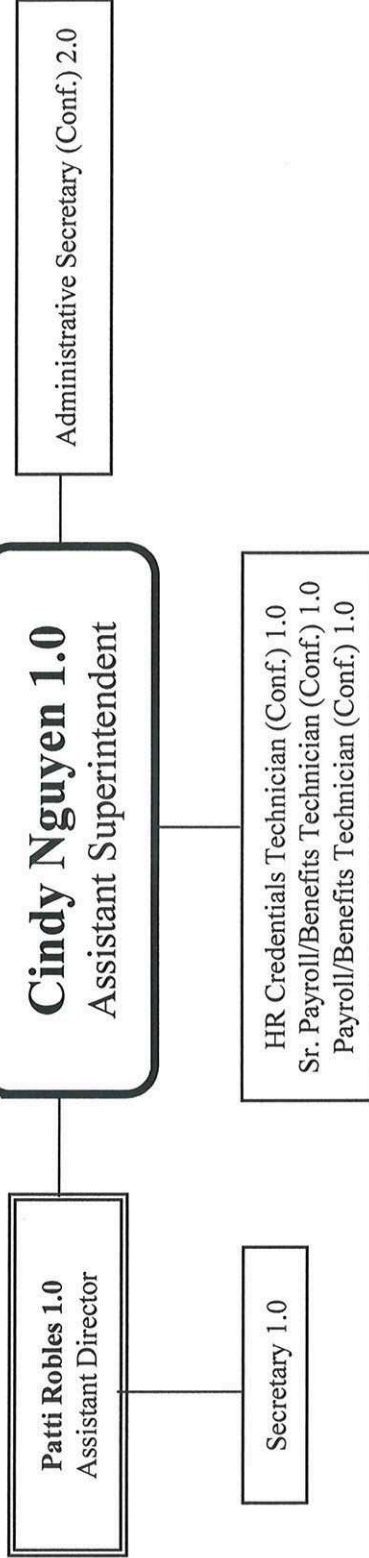 Cindy Nguyen 1.0
Assistant Superintendent
Patti Robles 1.0
Assistant Director
Administrative Secretary (Conf.) 2.0
Secretary 1.0
HR Credentials Technician (Conf.) 1.0
Sr. Payroll/Benefits Technician (Conf.) 1.0
Payroll/Benefits Technician (Conf.) 1.0